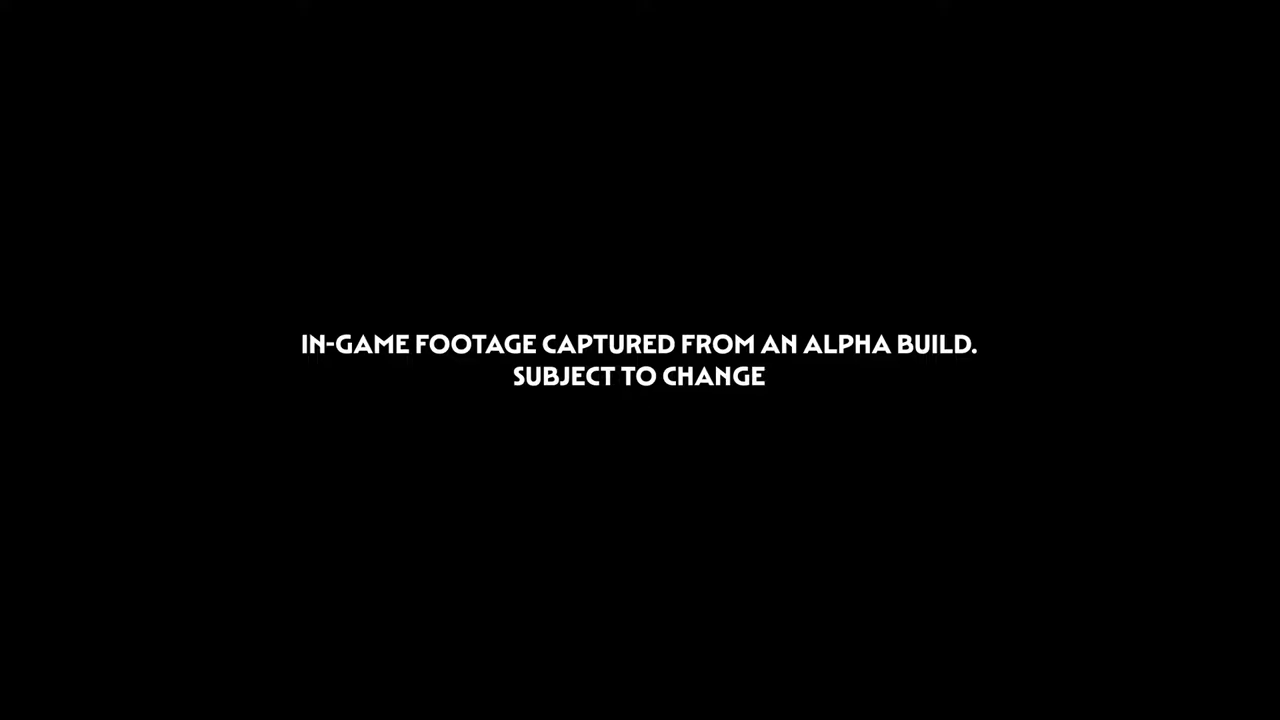 IN-GAME FOOTAGE CAPTURED FROM AN ALPHA BUILD.
SUBJECT TO CHANGE